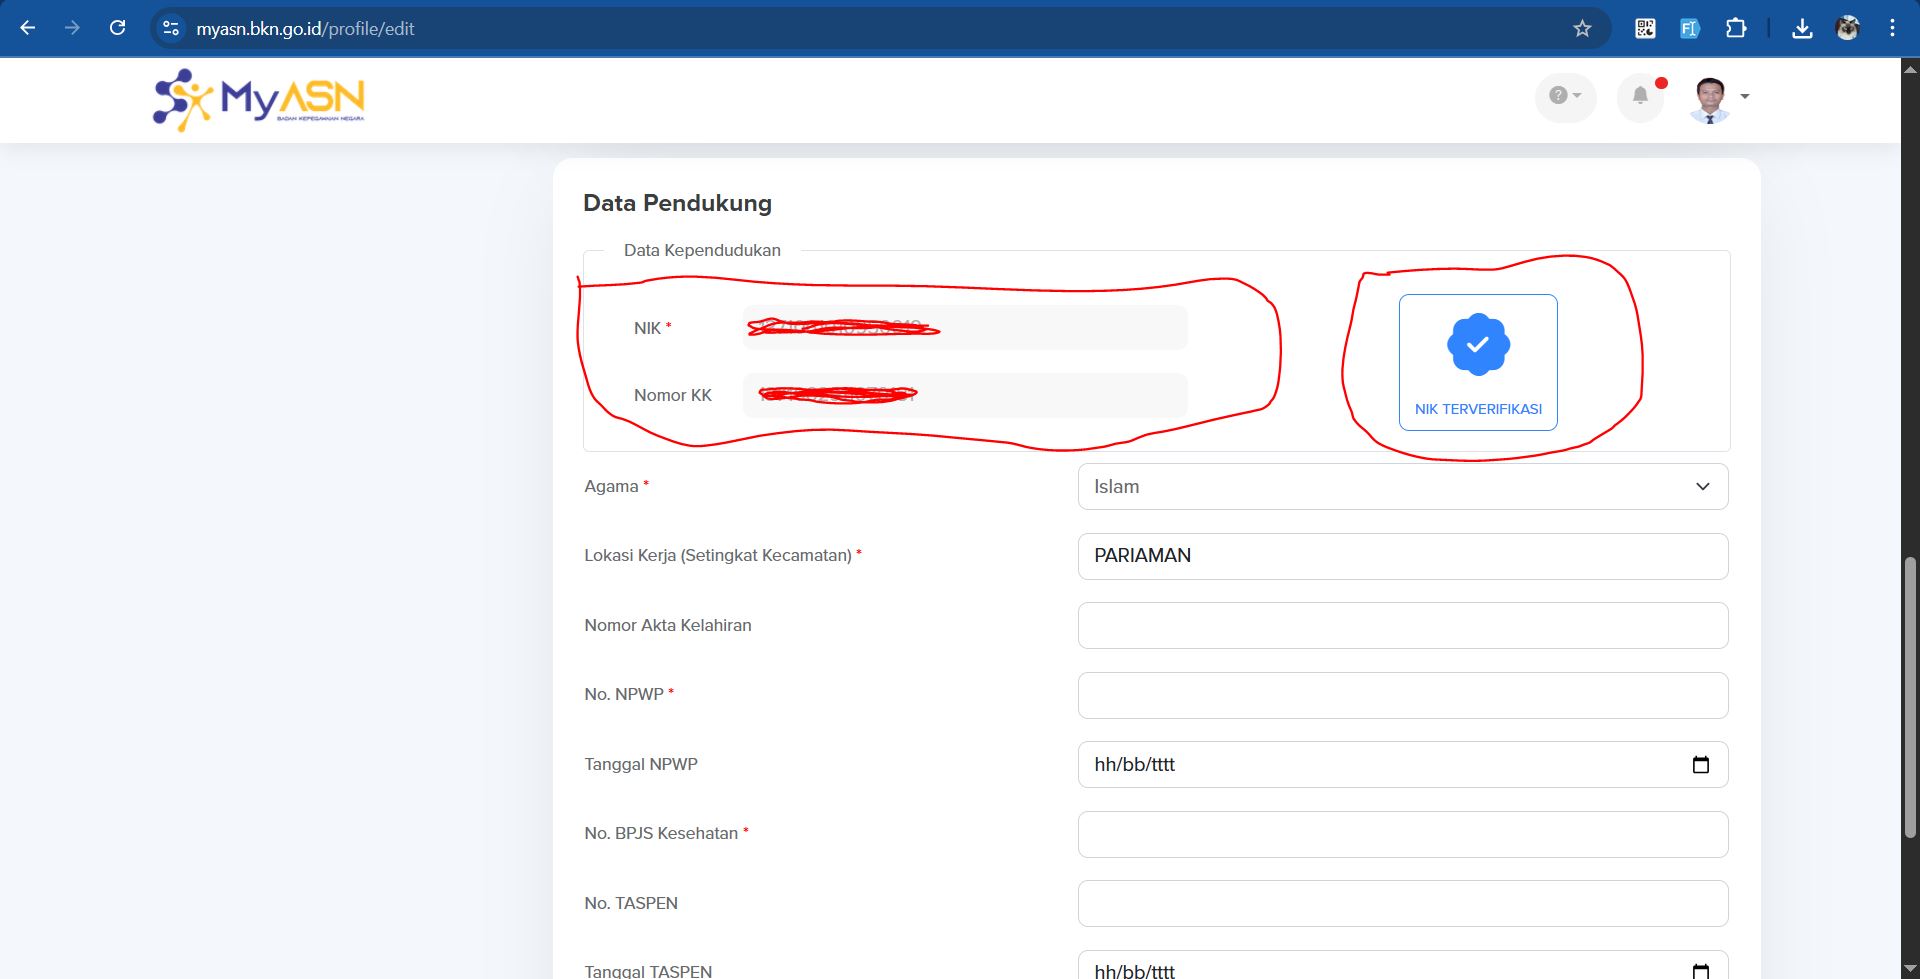 myasn.bkn.go.id/profile/edit
MyASN
BADAN KEPEGAWAIAN NEGARA
Data Pendukung
Data Kependudukan
NIK *
Nomor KK
NIK TERVERIFIKASI
Agama *
Islam
Lokasi Kerja (Setingkat Kecamatan) *
PARIAMAN
Nomor Akta Kelahiran
No. NPWP *
Tanggal NPWP
hh/bb/tttt
No. BPJS Kesehatan *
No. TASPEN
Tanggal TASPEN
hh/bb/tttt